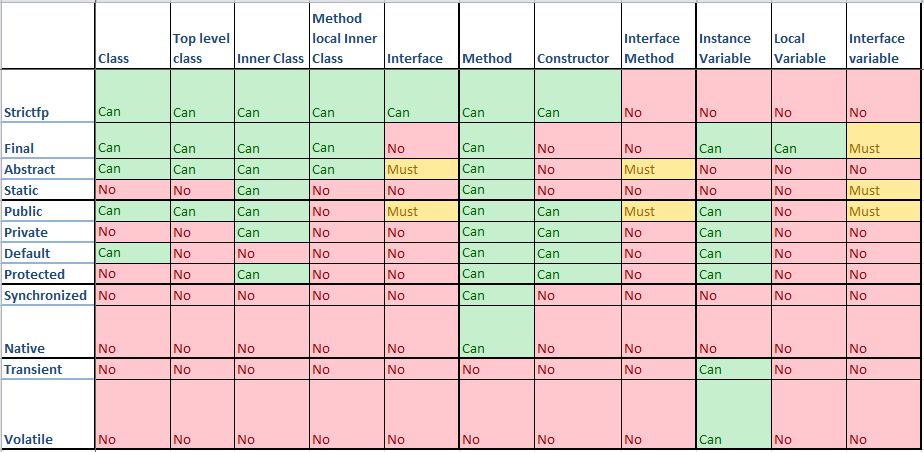 Class Top level class Inner Class Method local Inner Class Interface Method Constructor Interface Method Instance Variable Local Variable Interface variable
Strictfp Can Can Can Can Can Can Can No No No No
Final Can Can Can Can No Can No No Can Can Must
Abstract Can Can Can Can Must Can No Must No No No
Static No No Can No No Can No No No No Must
Public Can Can Can No Must Can Can Must Can No Must
Private No No Can No No Can Can No Can No No
Default Can No No No No Can Can No Can No No
Protected No No Can No No Can Can No Can No No
Synchronized No No No No No Can No No No No No
Native No No No No No Can No No No No No
Transient No No No No No No No No Can No No
Volatile No No No No No No No No Can No No